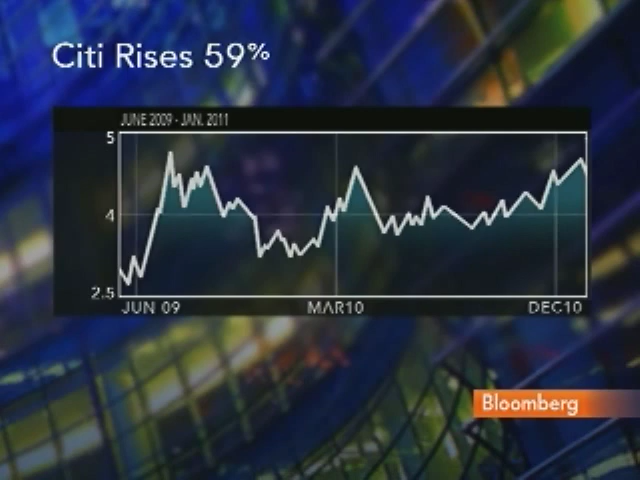 Citi Rises 59%
JUNE 2009 - JAN. 2011
5
4
2.5
JUN 09
MAR10
DEC10
Bloomberg